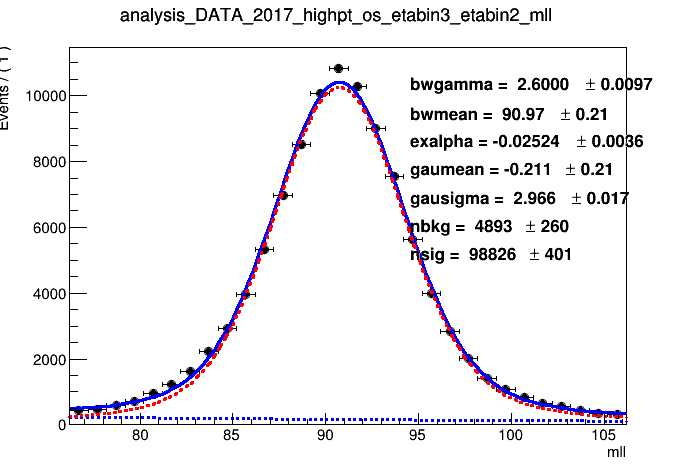 analysis_DATA_2017_highpt_os_etabin3_etabin2_mll
Events / ( 1 )
10000
8000
6000
4000
2000
0
bwgamma = 2.6000 ± 0.0097
bwmean = 90.97 ± 0.21
exalpha = -0.02524 ± 0.0036
gaumean = -0.211 ± 0.21
gausigma = 2.966 ± 0.017
nbkg = 4893 ± 260
nsig = 98826 ± 401
80 85 90 95 100 105
mll